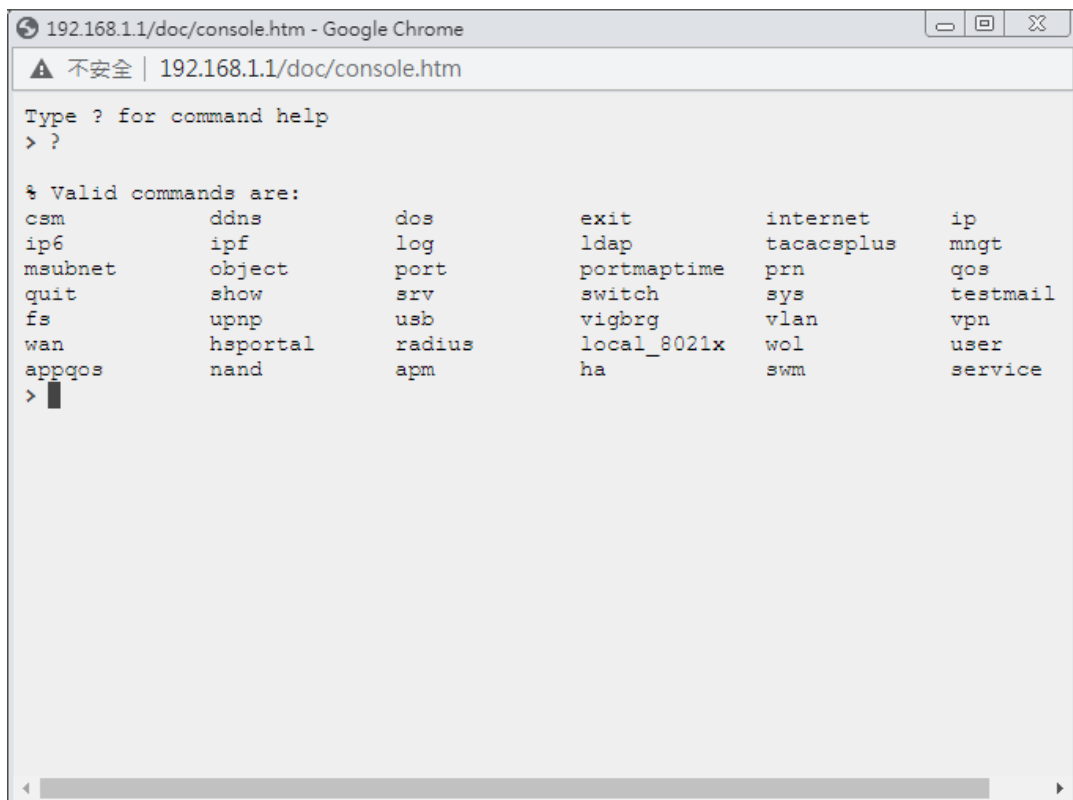 192.168.1.1/doc/console.htm - Google Chrome
不安全 | 192.168.1.1/doc/console.htm
Type ? for command help
> ?
% Valid commands are:
csm ddns dos exit internet ip
ip6 ipf log ldap tacacsplus mngt
msubnet object port portmaptime prn qos
quit show srv switch sys testmail
fs upnp usb vigbrg vlan vpn
wan hsportal radius local_8021x wol user
appqos nand apm ha swm service
>